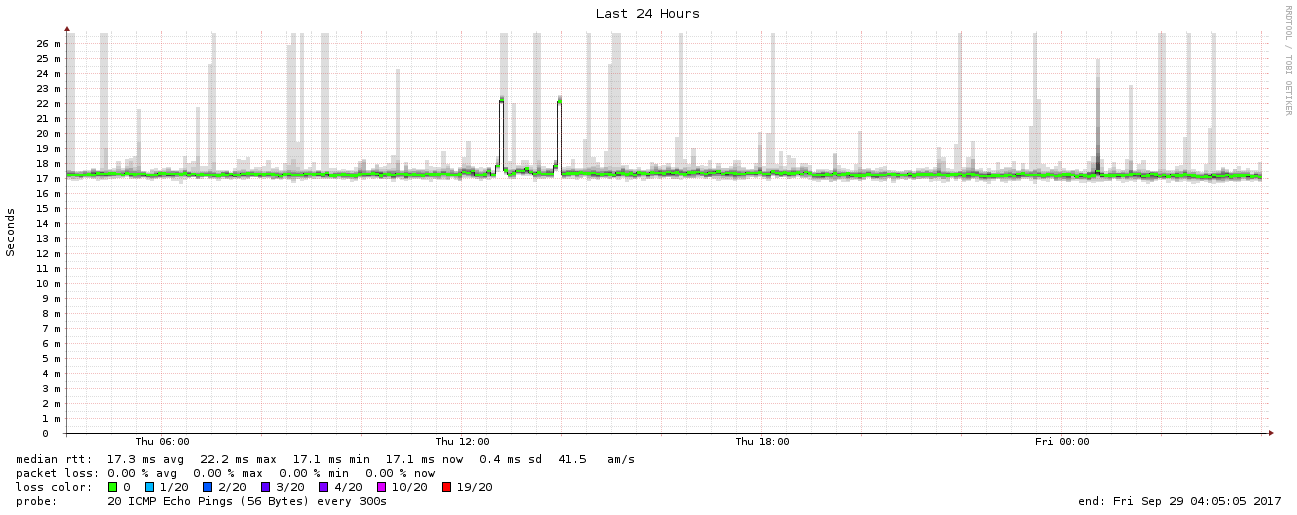 Last 24 Hours
RRDTOOL / TOBI OETIKER
Seconds
26 m
25 m
24 m
23 m
22 m
21 m
20 m
19 m
18 m
17 m
16 m
15 m
14 m
13 m
12 m
11 m
10 m
9 m
8 m
7 m
6 m
5 m
4 m
3 m
2 m
1 m
0
Thu 06:00 Thu 12:00 Thu 18:00 Fri 00:00
median rtt: 17.3 ms avg 22.2 ms max 17.1 ms min 17.1 ms now 0.4 ms sd 41.5 am/s
packet loss: 0.00 % avg 0.00 % max 0.00 % min 0.00 % now
loss color: 0 1/20 2/20 3/20 4/20 10/20 19/20
probe: 20 ICMP Echo Pings (56 Bytes) every 300s end: Fri Sep 29 04:05:05 2017